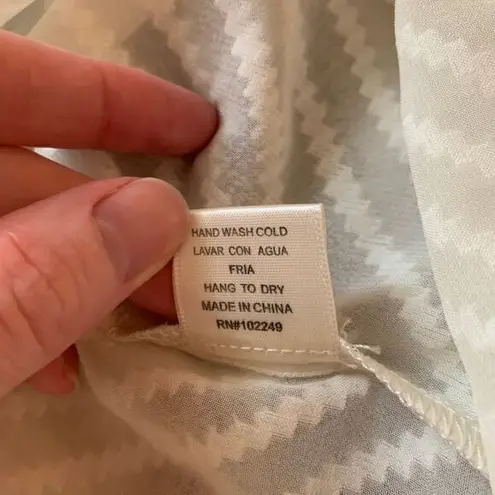 HAND WASH COLD
LAVAR CON AGUA
FRIA
HANG TO DRY
MADE IN CHINA
RN#102249